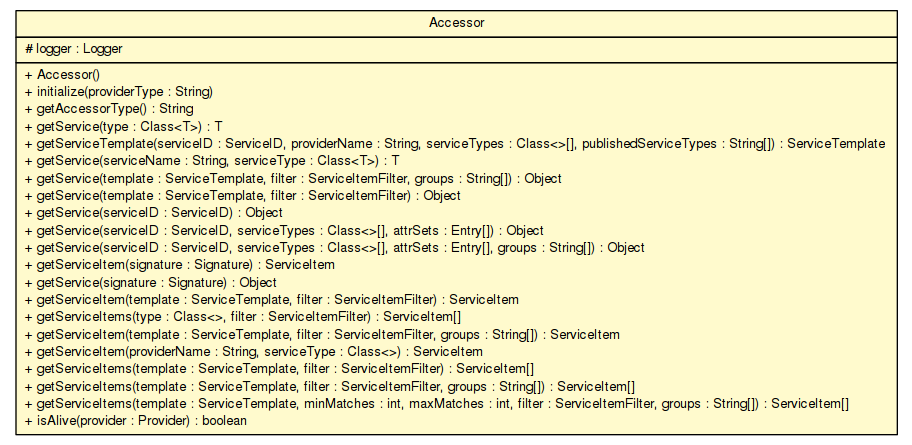 Accessor
# logger : Logger
+ Accessor()
+ initialize(providerType : String)
+ getAccessorType() : String
+ getService(type : Class<T>) : T
+ getServiceTemplate(serviceID : ServiceID, providerName : String, serviceTypes : Class<>[], publishedServiceTypes : String[]) : ServiceTemplate
+ getService(serviceName : String, serviceType : Class<T>) : T
+ getService(template : ServiceTemplate, filter : ServiceItemFilter, groups : String[]) : Object
+ getService(template : ServiceTemplate, filter : ServiceItemFilter) : Object
+ getService(serviceID : ServiceID) : Object
+ getService(serviceID : ServiceID, serviceTypes : Class<>[], attrSets : Entry[]) : Object
+ getService(serviceID : ServiceID, serviceTypes : Class<>[], attrSets : Entry[], groups : String[]) : Object
+ getServiceItem(signature : Signature) : ServiceItem
+ getService(signature : Signature) : Object
+ getServiceItem(template : ServiceTemplate, filter : ServiceItemFilter) : ServiceItem
+ getServiceItems(type : Class<>, filter : ServiceItemFilter) : ServiceItem[]
+ getServiceItem(template : ServiceTemplate, filter : ServiceItemFilter, groups : String[]) : ServiceItem
+ getServiceItem(providerName : String, serviceType : Class<>) : ServiceItem
+ getServiceItems(template : ServiceTemplate, filter : ServiceItemFilter) : ServiceItem[]
+ getServiceItems(template : ServiceTemplate, filter : ServiceItemFilter, groups : String[]) : ServiceItem[]
+ getServiceItems(template : ServiceTemplate, minMatches : int, maxMatches : int, filter : ServiceItemFilter, groups : String[]) : ServiceItem[]
+ isAlive(provider : Provider) : boolean